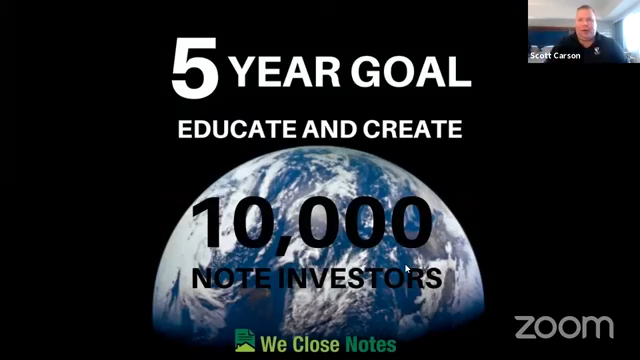 5 YEAR GOAL
EDUCATE AND CREATE
10,000
NOTE INVESTORS
We Close Notes
Scott Carson
zoom